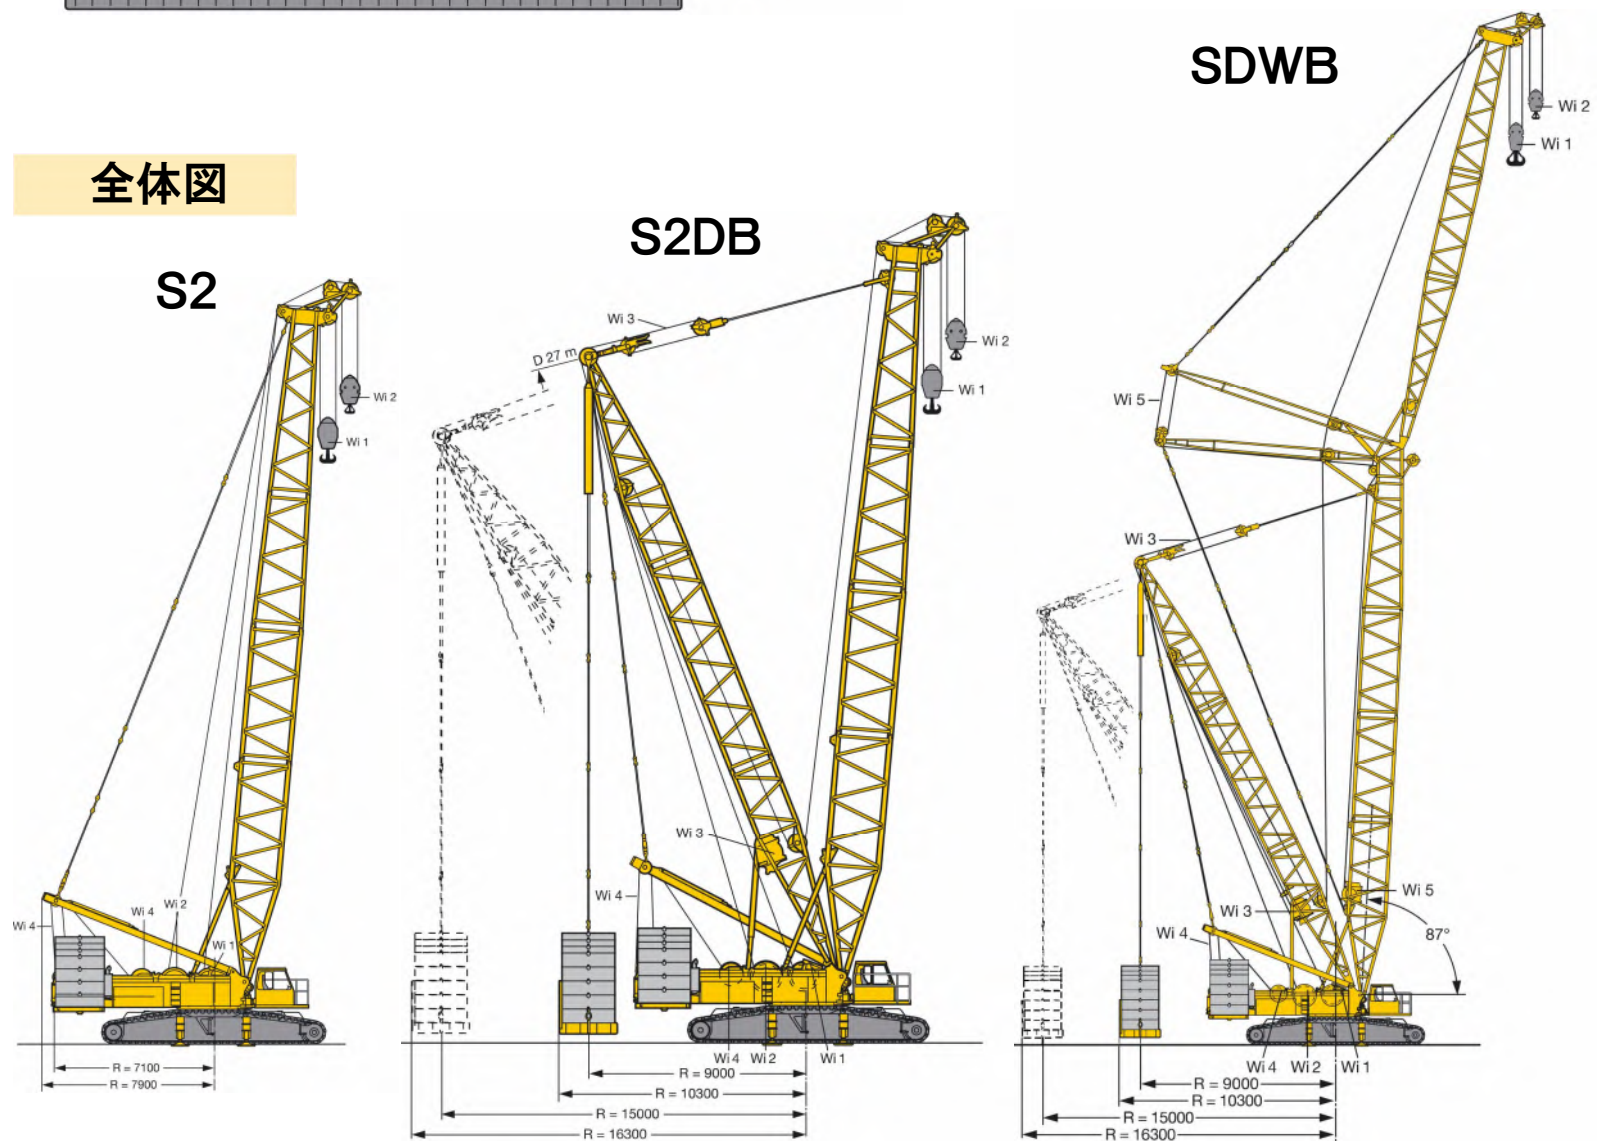 全体図
S2
Wi 2
Wi 1
Wi 4
Wi 4
Wi 2
Wi 1
R = 7100
R = 7900
S2DB
Wi 3
D 27 m
Wi 2
Wi 1
Wi 3
Wi 4
Wi 4
Wi 2
Wi 1
R = 9000
R = 10300
R = 15000
R = 16300
SDWB
Wi 2
Wi 1
Wi 5
Wi 3
Wi 5
Wi 3
Wi 4
87°
Wi 4
Wi 2
Wi 1
R = 9000
R = 10300
R = 15000
R = 16300